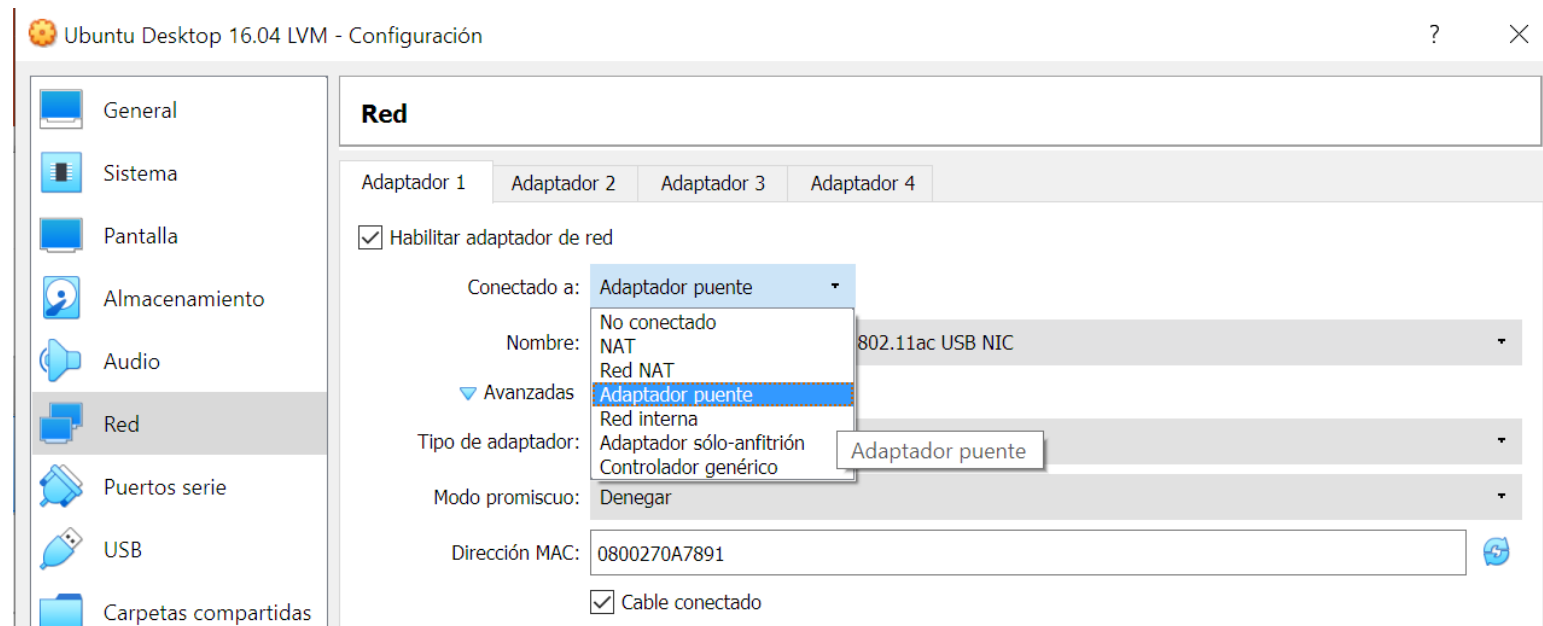 Ubuntu Desktop 16.04 LVM - Configuración ?
General
Sistema
Pantalla
Almacenamiento
Audio
Red
Puertos serie
USB
Carpetas compartidas
Red
Adaptador 1 Adaptador 2 Adaptador 3 Adaptador 4
Habilitar adaptador de red
Conectado a: Adaptador puente
No conectado
NAT
Red NAT
Adaptador puente
Red interna
Adaptador sólo-anfitrión
Controlador genérico
Adaptador puente
Nombre: 802.11ac USB NIC
Avanzadas
Tipo de adaptador:
Modo promiscuo: Denegar
Dirección MAC: 0800270A7891
Cable conectado